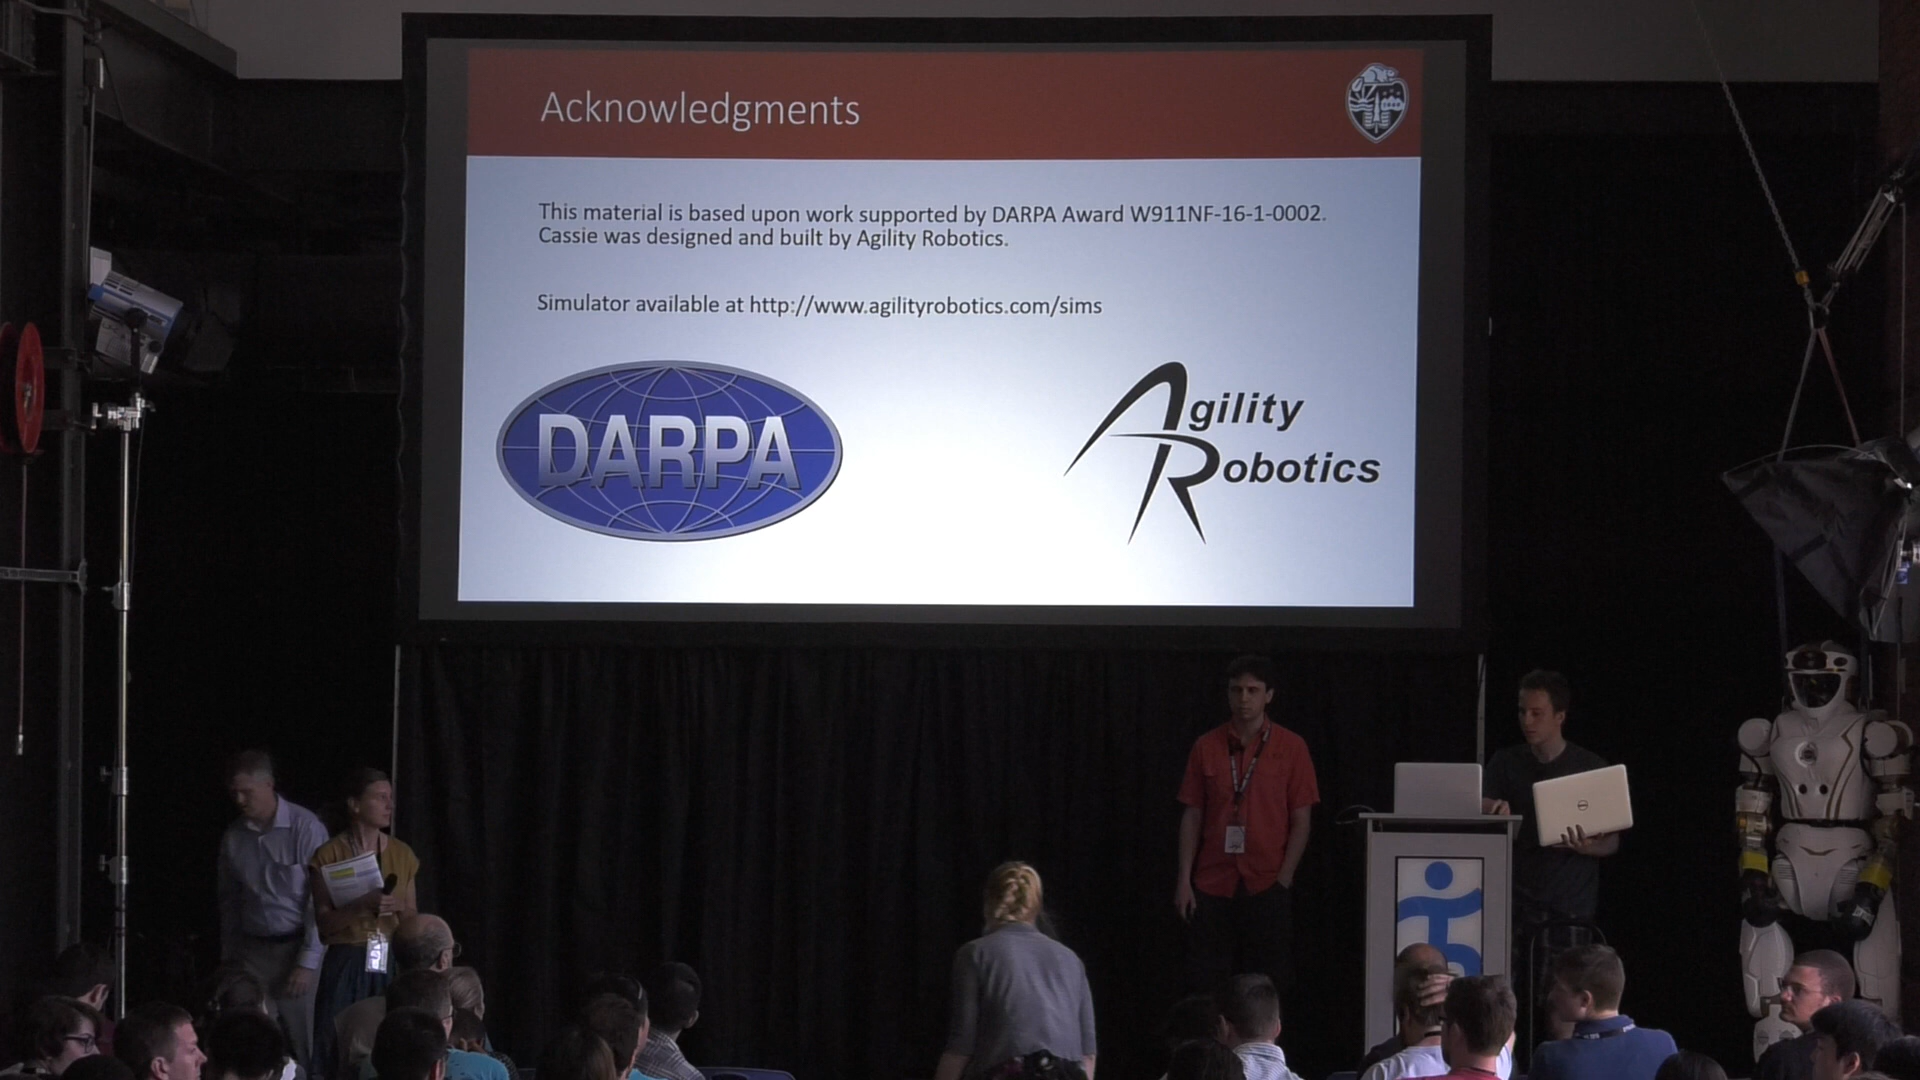 Acknowledgments
This material is based upon work supported by DARPA Award W911NF-16-1-0002.
Cassie was designed and built by Agility Robotics.
Simulator available at http://www.agilityrobotics.com/sims
DARPA
Agility
Robotics
DELL